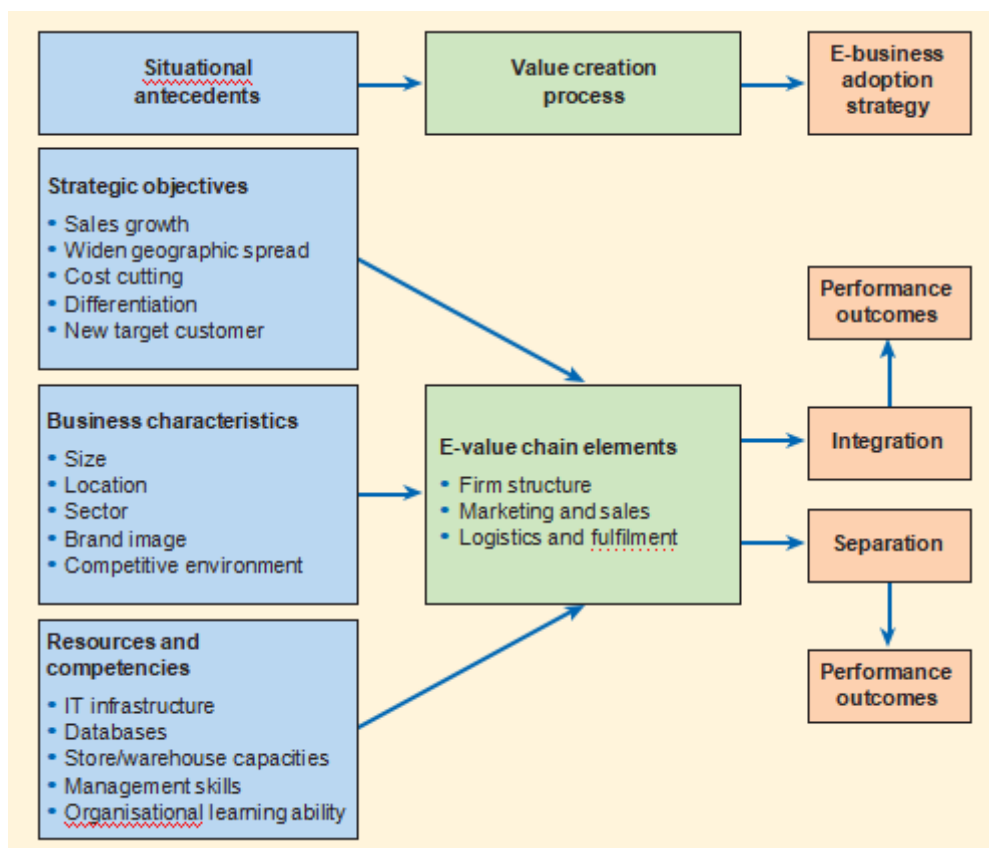 Situational
antecedents
Value creation
process
E-business
adoption
strategy
Strategic objectives
• Sales growth
• Widen geographic spread
• Cost cutting
• Differentiation
• New target customer
Performance
outcomes
Business characteristics
• Size
• Location
• Sector
• Brand image
• Competitive environment
E-value chain elements
• Firm structure
• Marketing and sales
• Logistics and fulfilment
Integration
Separation
Resources and
competencies
• IT infrastructure
• Databases
• Store/warehouse capacities
• Management skills
• Organisational learning ability
Performance
outcomes